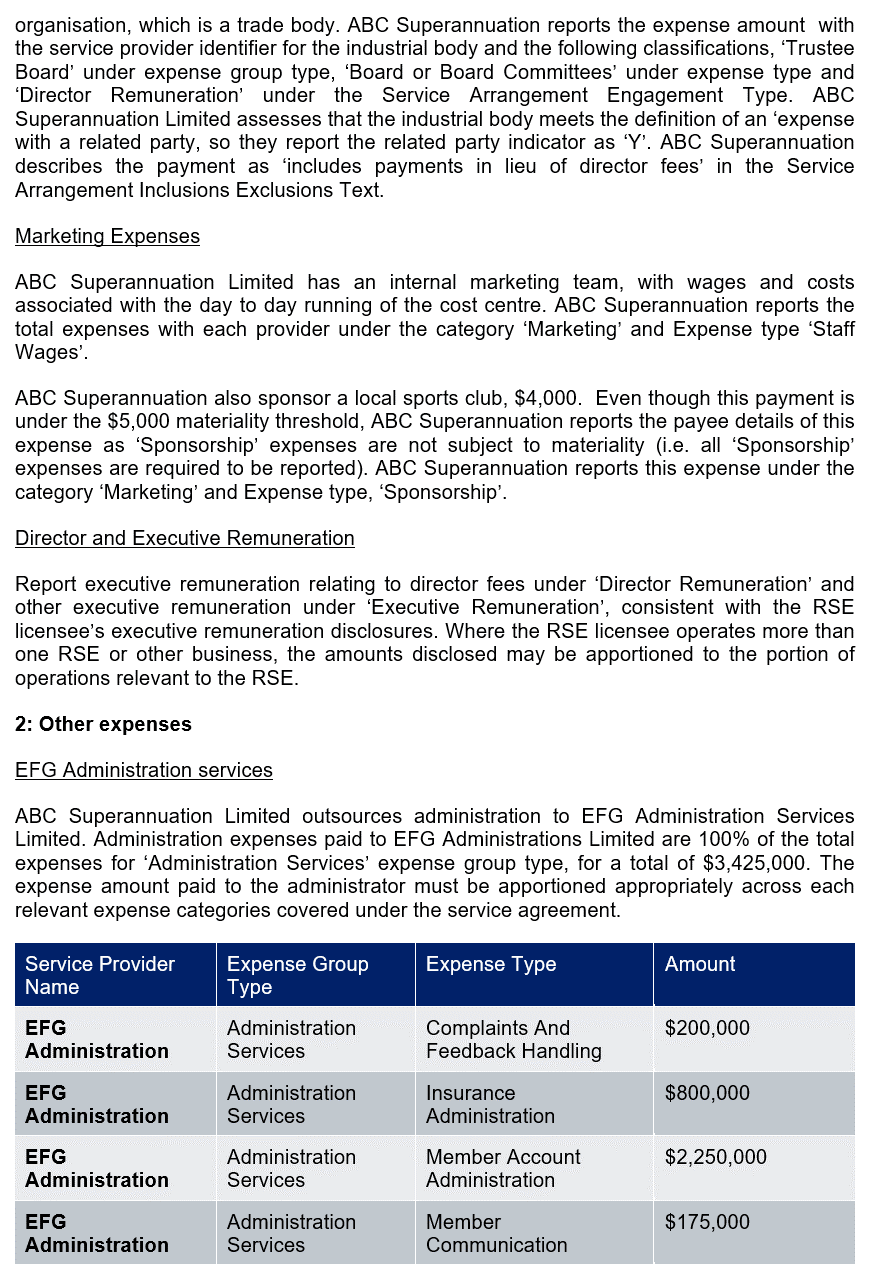 organisation, which is a trade body. ABC Superannuation reports the expense amount  with
the service provider identifier for the industrial body and the following classifications, ‘Trustee
Board’ under expense group type, ‘Board or Board Committees’ under expense type and
‘Director Remuneration’ under the Service Arrangement Engagement Type. ABC
Superannuation Limited assesses that the industrial body meets the definition of an ‘expense
with a related party, so they report the related party indicator as ‘Y’. ABC Superannuation
describes the payment as ‘includes payments in lieu of director fees’ in the Service
Arrangement Inclusions Exclusions Text.
Marketing Expenses
ABC Superannuation Limited has an internal marketing team, with wages and costs
associated with the day to day running of the cost centre. ABC Superannuation reports the
total expenses with each provider under the category ‘Marketing’ and Expense type ‘Staff
Wages’.
ABC Superannuation also sponsor a local sports club, $4,000.  Even though this payment is
under the $5,000 materiality threshold, ABC Superannuation reports the payee details of this
expense as ‘Sponsorship’ expenses are not subject to materiality (i.e. all ‘Sponsorship’
expenses are required to be reported). ABC Superannuation reports this expense under the
category ‘Marketing’ and Expense type, ‘Sponsorship’.
Director and Executive Remuneration
Report executive remuneration relating to director fees under ‘Director Remuneration’ and
other executive remuneration under ‘Executive Remuneration’, consistent with the RSE
licensee’s executive remuneration disclosures. Where the RSE licensee operates more than
one RSE or other business, the amounts disclosed may be apportioned to the portion of
operations relevant to the RSE.
2: Other expenses
EFG Administration services
ABC Superannuation Limited outsources administration to EFG Administration Services
Limited. Administration expenses paid to EFG Administrations Limited are 100% of the total
expenses for ‘Administration Services’ expense group type, for a total of $3,425,000. The
expense amount paid to the administrator must be apportioned appropriately across each
relevant expense categories covered under the service agreement.
Service Provider Expense Group Expense Type Amount
Name Type
EFG Administration Complaints And $200,000
Administration Services Feedback Handling
EFG Administration Insurance $800,000
Administration Services Administration
EFG Administration Member Account $2,250,000
Administration Services Administration
EFG Administration Member $175,000
Administration Services Communication